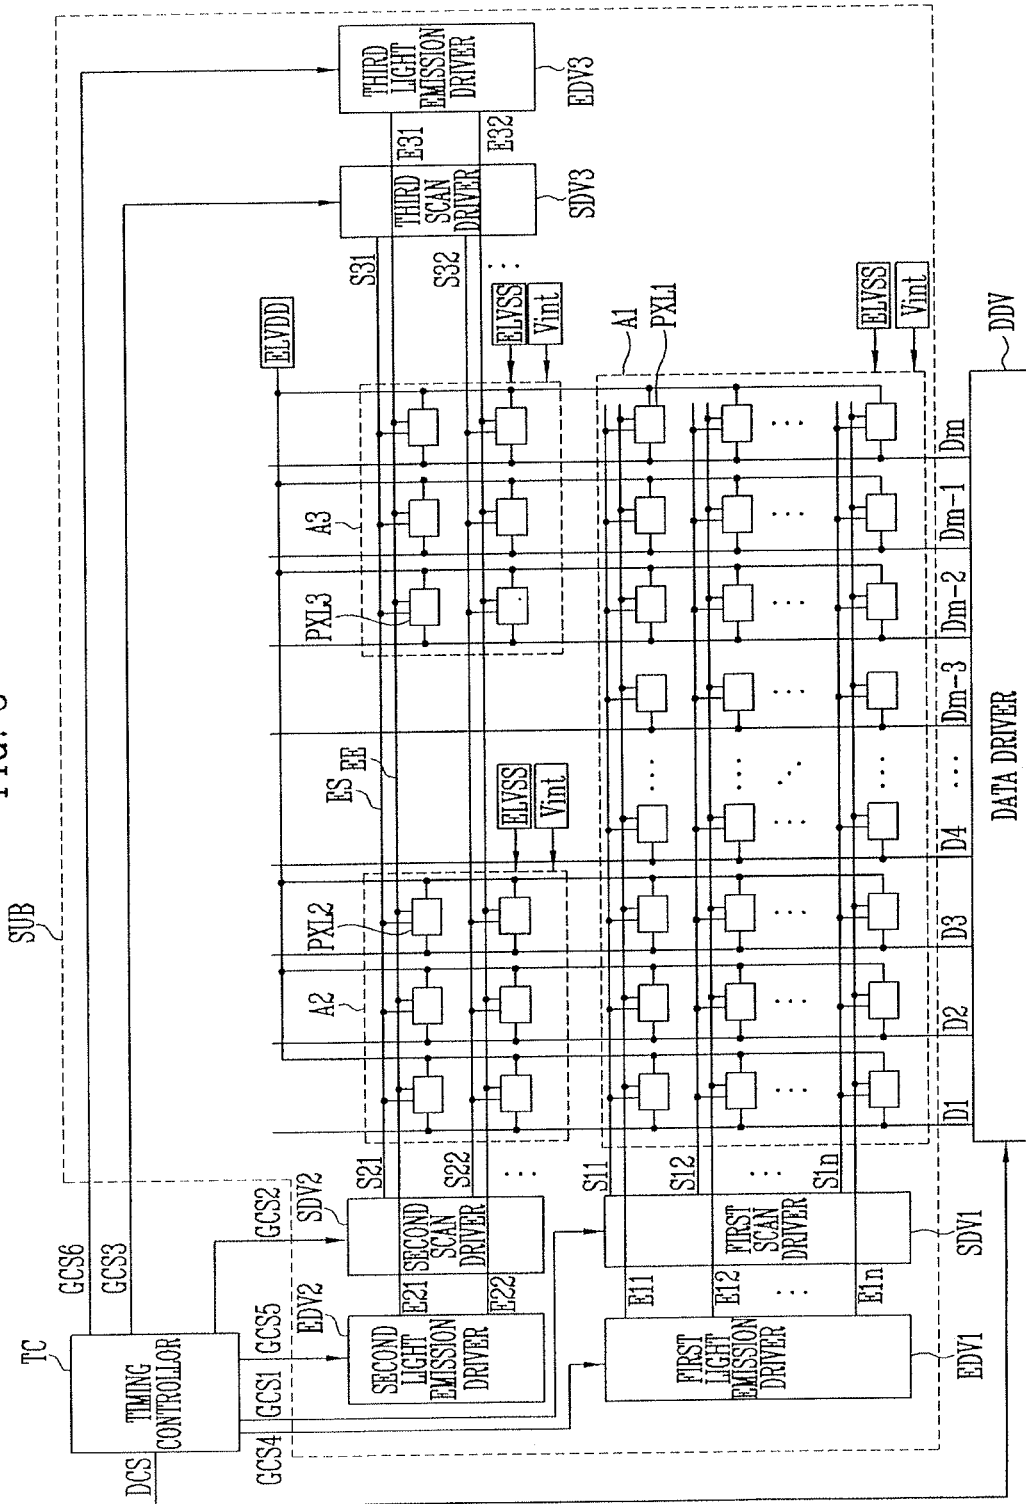 SUB
TC
TIMING
CONTROLLER
DCS
GCS6
GCS3
GCS2
GCS5
GCS1
GCS4
SDV2
EDV2
SECOND
SCAN
DRIVER
SECOND
LIGHT
EMISSION
DRIVER
E21
E22
S21
S22
...
FIRST
SCAN
DRIVER
SDV1
FIRST
LIGHT
EMISSION
DRIVER
EDV1
E11
E12
...
E1n
S11
S12
...
S1n
A2
PXL2
ES
EE
ELVSS
Vint
PXL3
A3
ELVDD
ELVSS
Vint
S31
S32
...
THIRD
SCAN
DRIVER
SDV3
E31
E32
THIRD
LIGHT
EMISSION
DRIVER
EDV3
A1
PXL1
ELVSS
Vint
D1
D2
D3
D4
...
Dm-3
Dm-2
Dm-1
Dm
DATA DRIVER
DDV